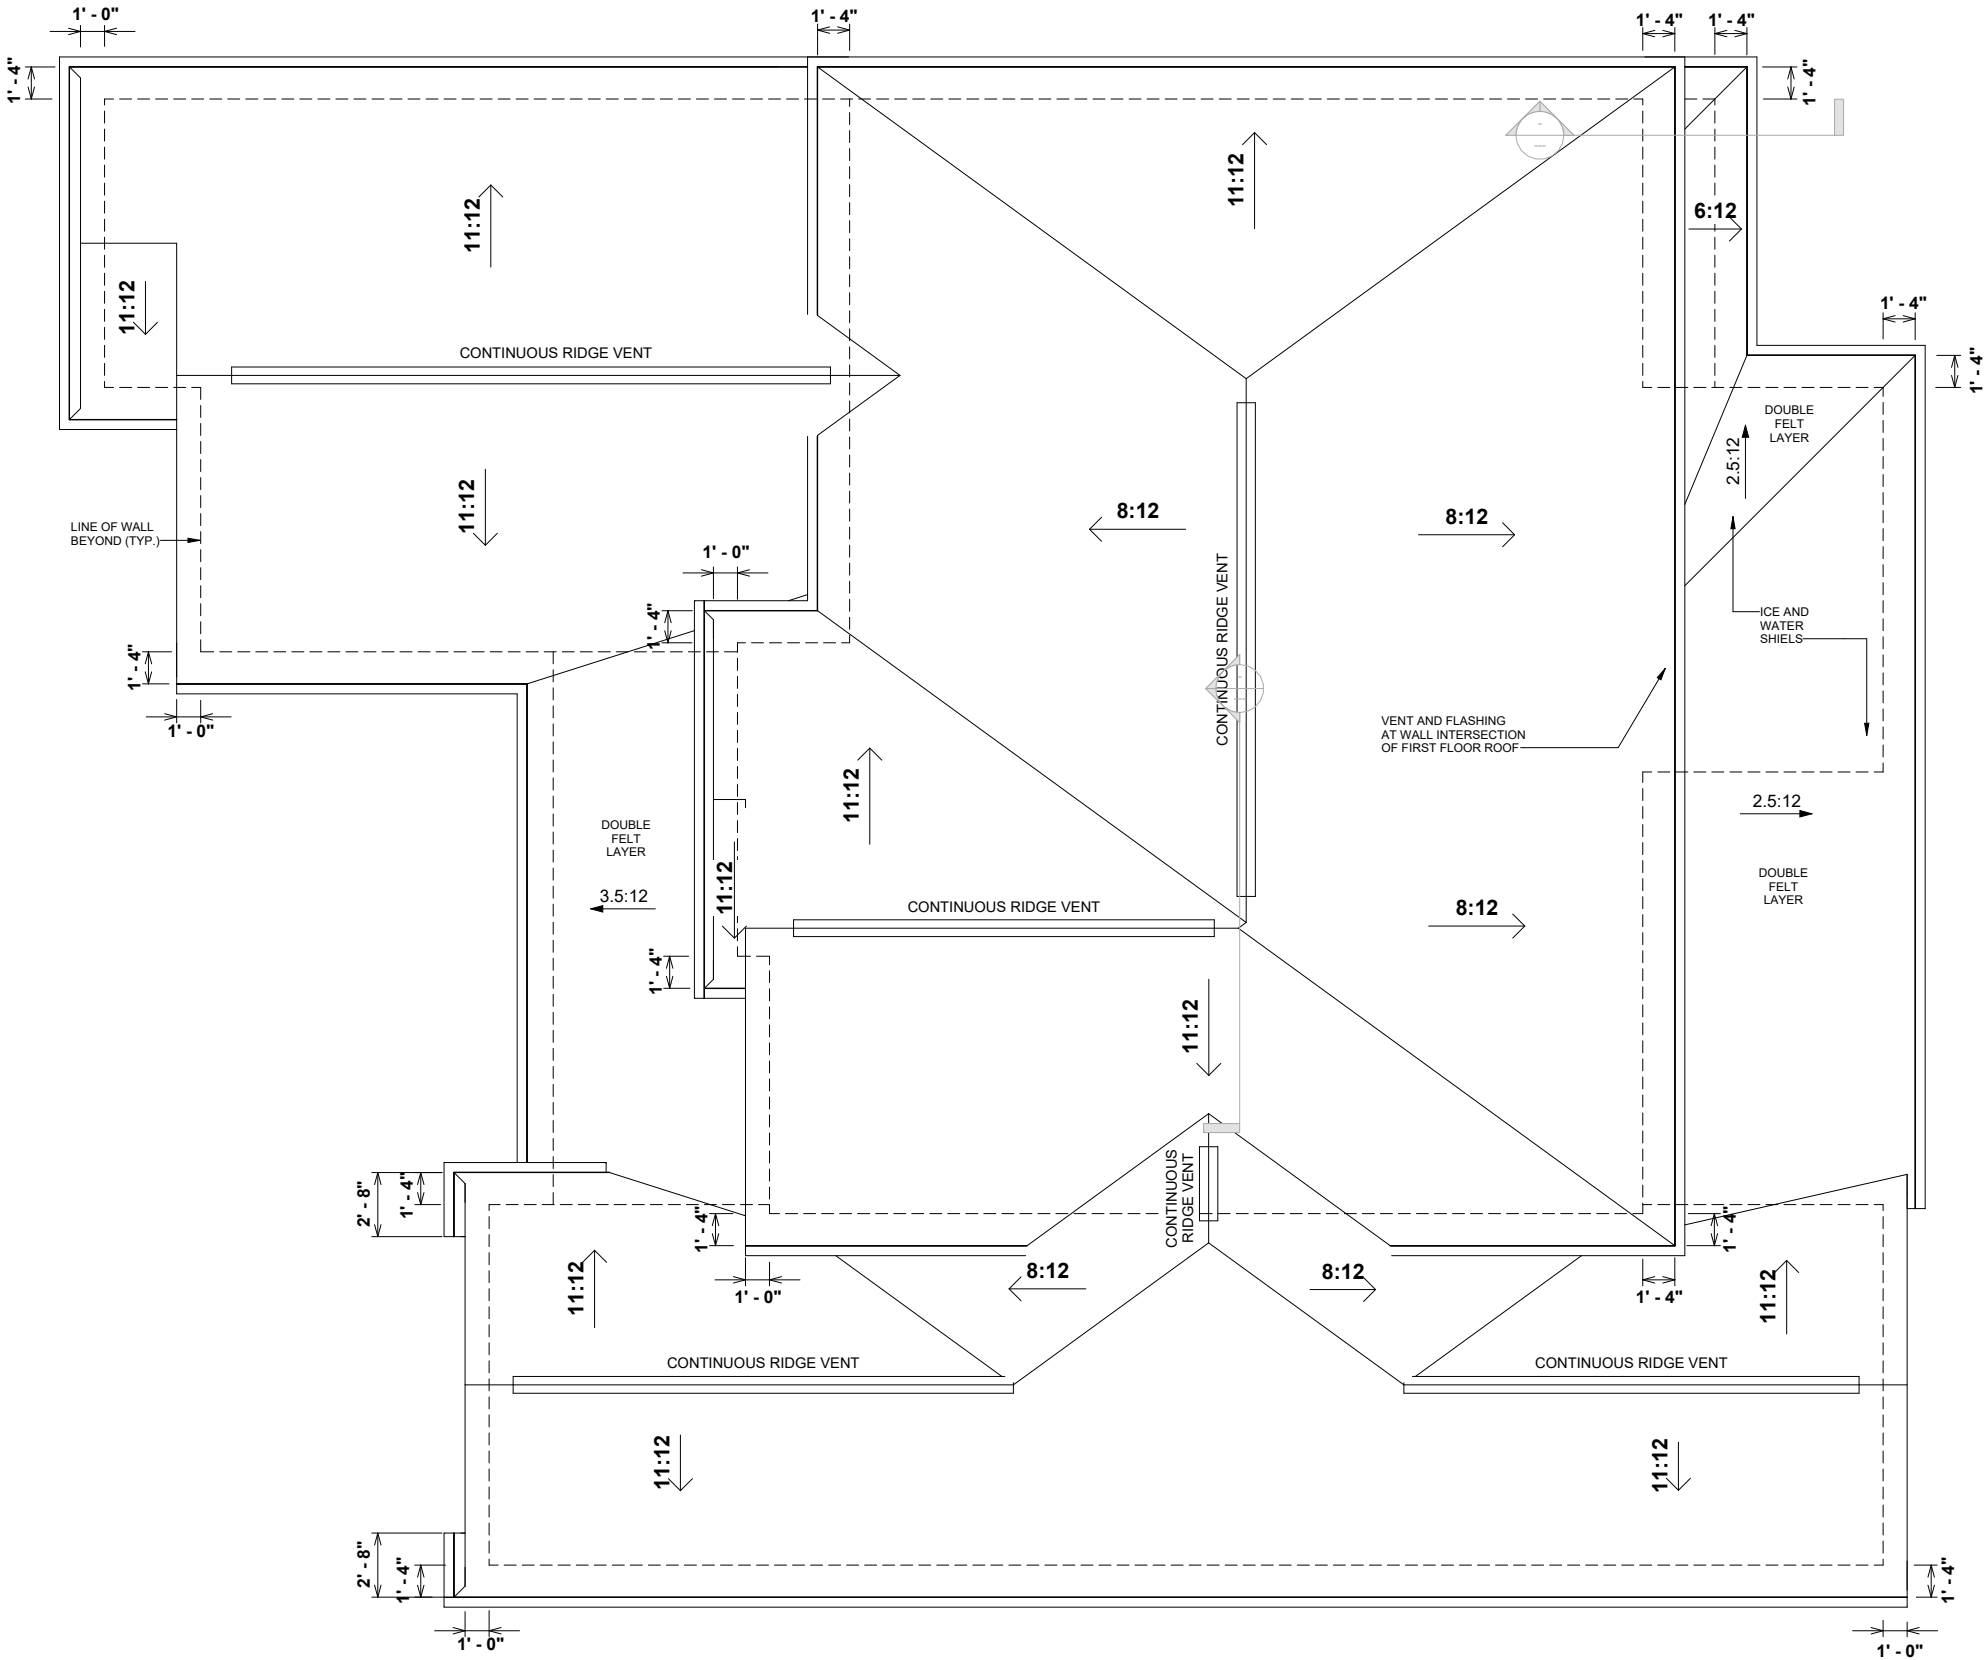 1' - 0"
1' - 4"
1' - 4"
1' - 4"
1' - 4"
1' - 4"
11:12
11:12
6:12
11:12
1' - 4"
CONTINUOUS RIDGE VENT
1' - 4"
DOUBLE
FELT
LAYER
2.5:12
11:12
8:12
8:12
LINE OF WALL
BEYOND (TYP.)
1' - 0"
1' - 4"
CONTINUOUS RIDGE VENT
ICE AND
WATER
SHIELS
1' - 4"
1' - 0"
VENT AND FLASHING
AT WALL INTERSECTION
OF FIRST FLOOR ROOF
11:12
2.5:12
DOUBLE
FELT
LAYER
11:12
3.5:12
CONTINUOUS RIDGE VENT
8:12
DOUBLE
FELT
LAYER
1' - 4"
11:12
2' - 8"
1' - 4"
CONTINUOUS
RIDGE VENT
1' - 4"
1' - 4"
11:12
8:12
8:12
11:12
1' - 0"
1' - 4"
CONTINUOUS RIDGE VENT
CONTINUOUS RIDGE VENT
11:12
11:12
2' - 8"
1' - 4"
1' - 4"
1' - 0"
1' - 0"